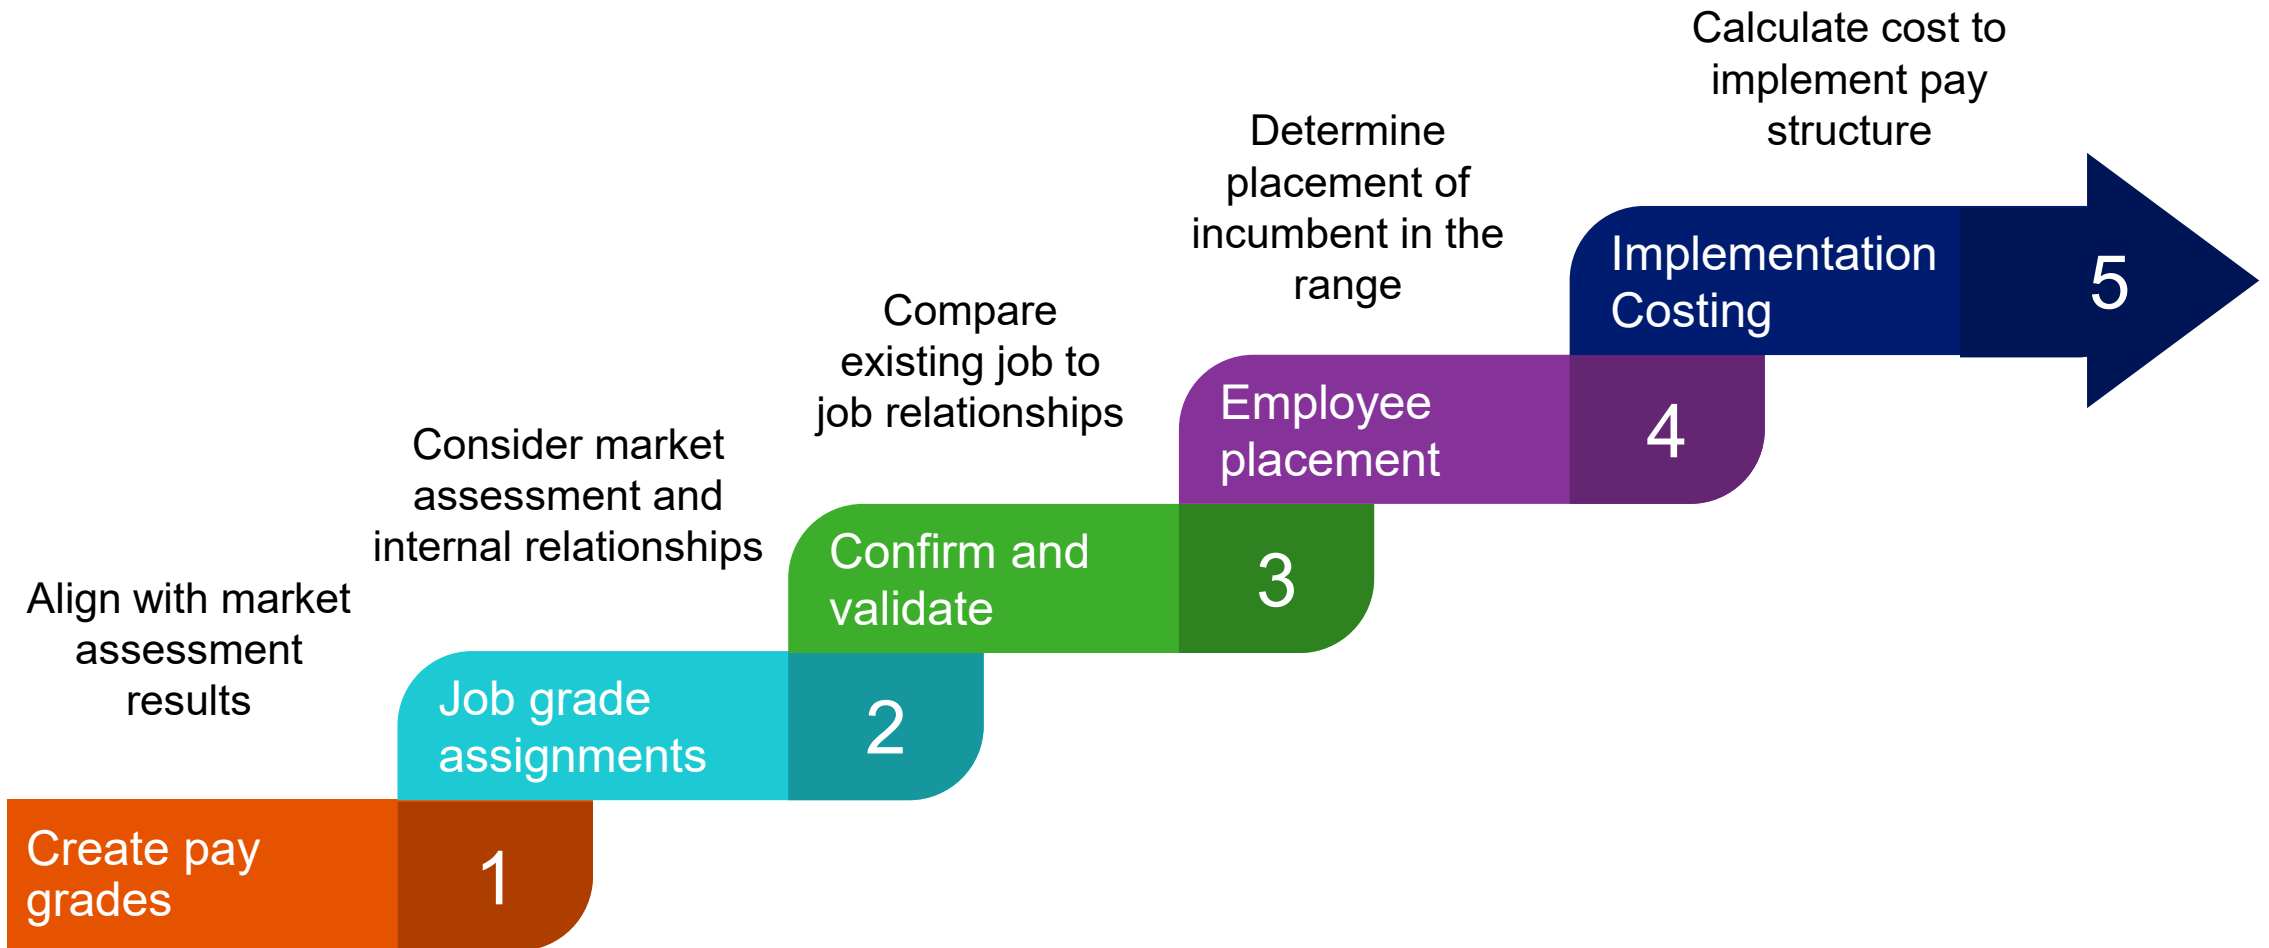 Align with market
assessment
results
Create pay
grades
1
Consider market
assessment and
internal relationships
Job grade
assignments
2
Compare
existing job to
job relationships
Confirm and
validate
3
Determine
placement of
incumbent in the
range
Employee
placement
4
Calculate cost to
implement pay
structure
Implementation
Costing
5